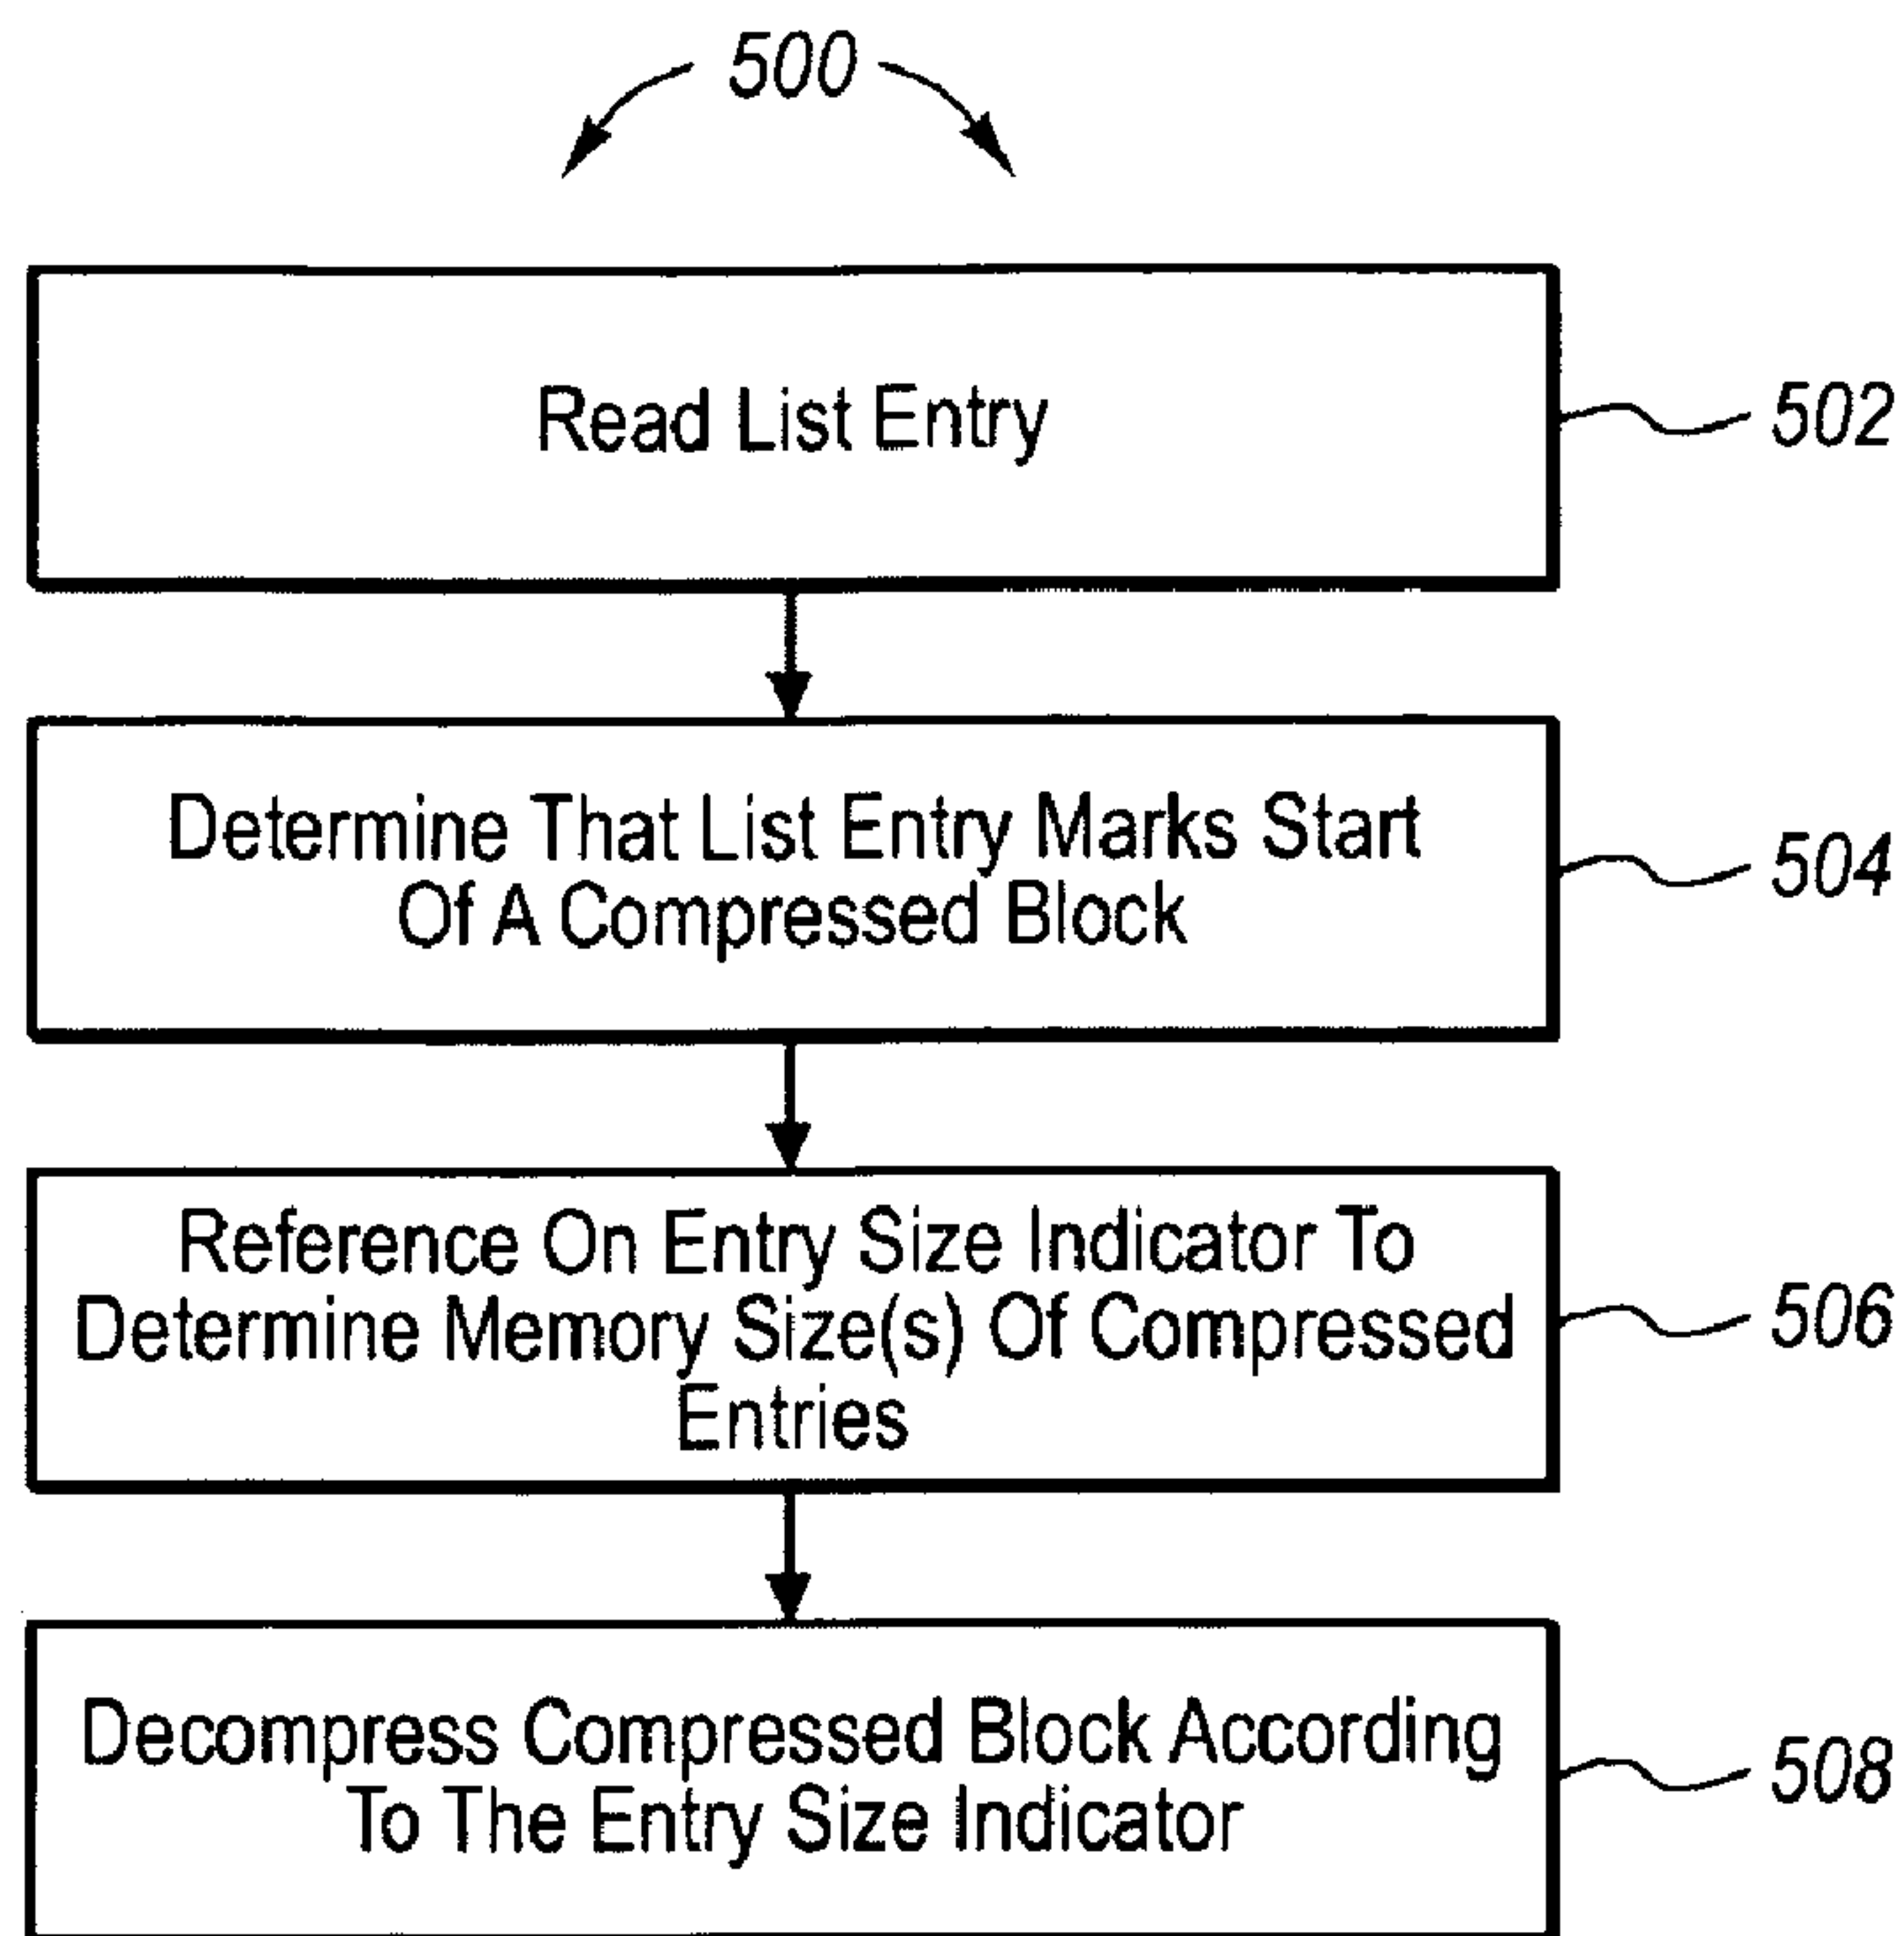 500
Read List Entry
502
Determine That List Entry Marks Start
Of A Compressed Block
504
Reference On Entry Size Indicator To
Determine Memory Size(s) Of Compressed
Entries
506
Decompress Compressed Block According
To The Entry Size Indicator
508